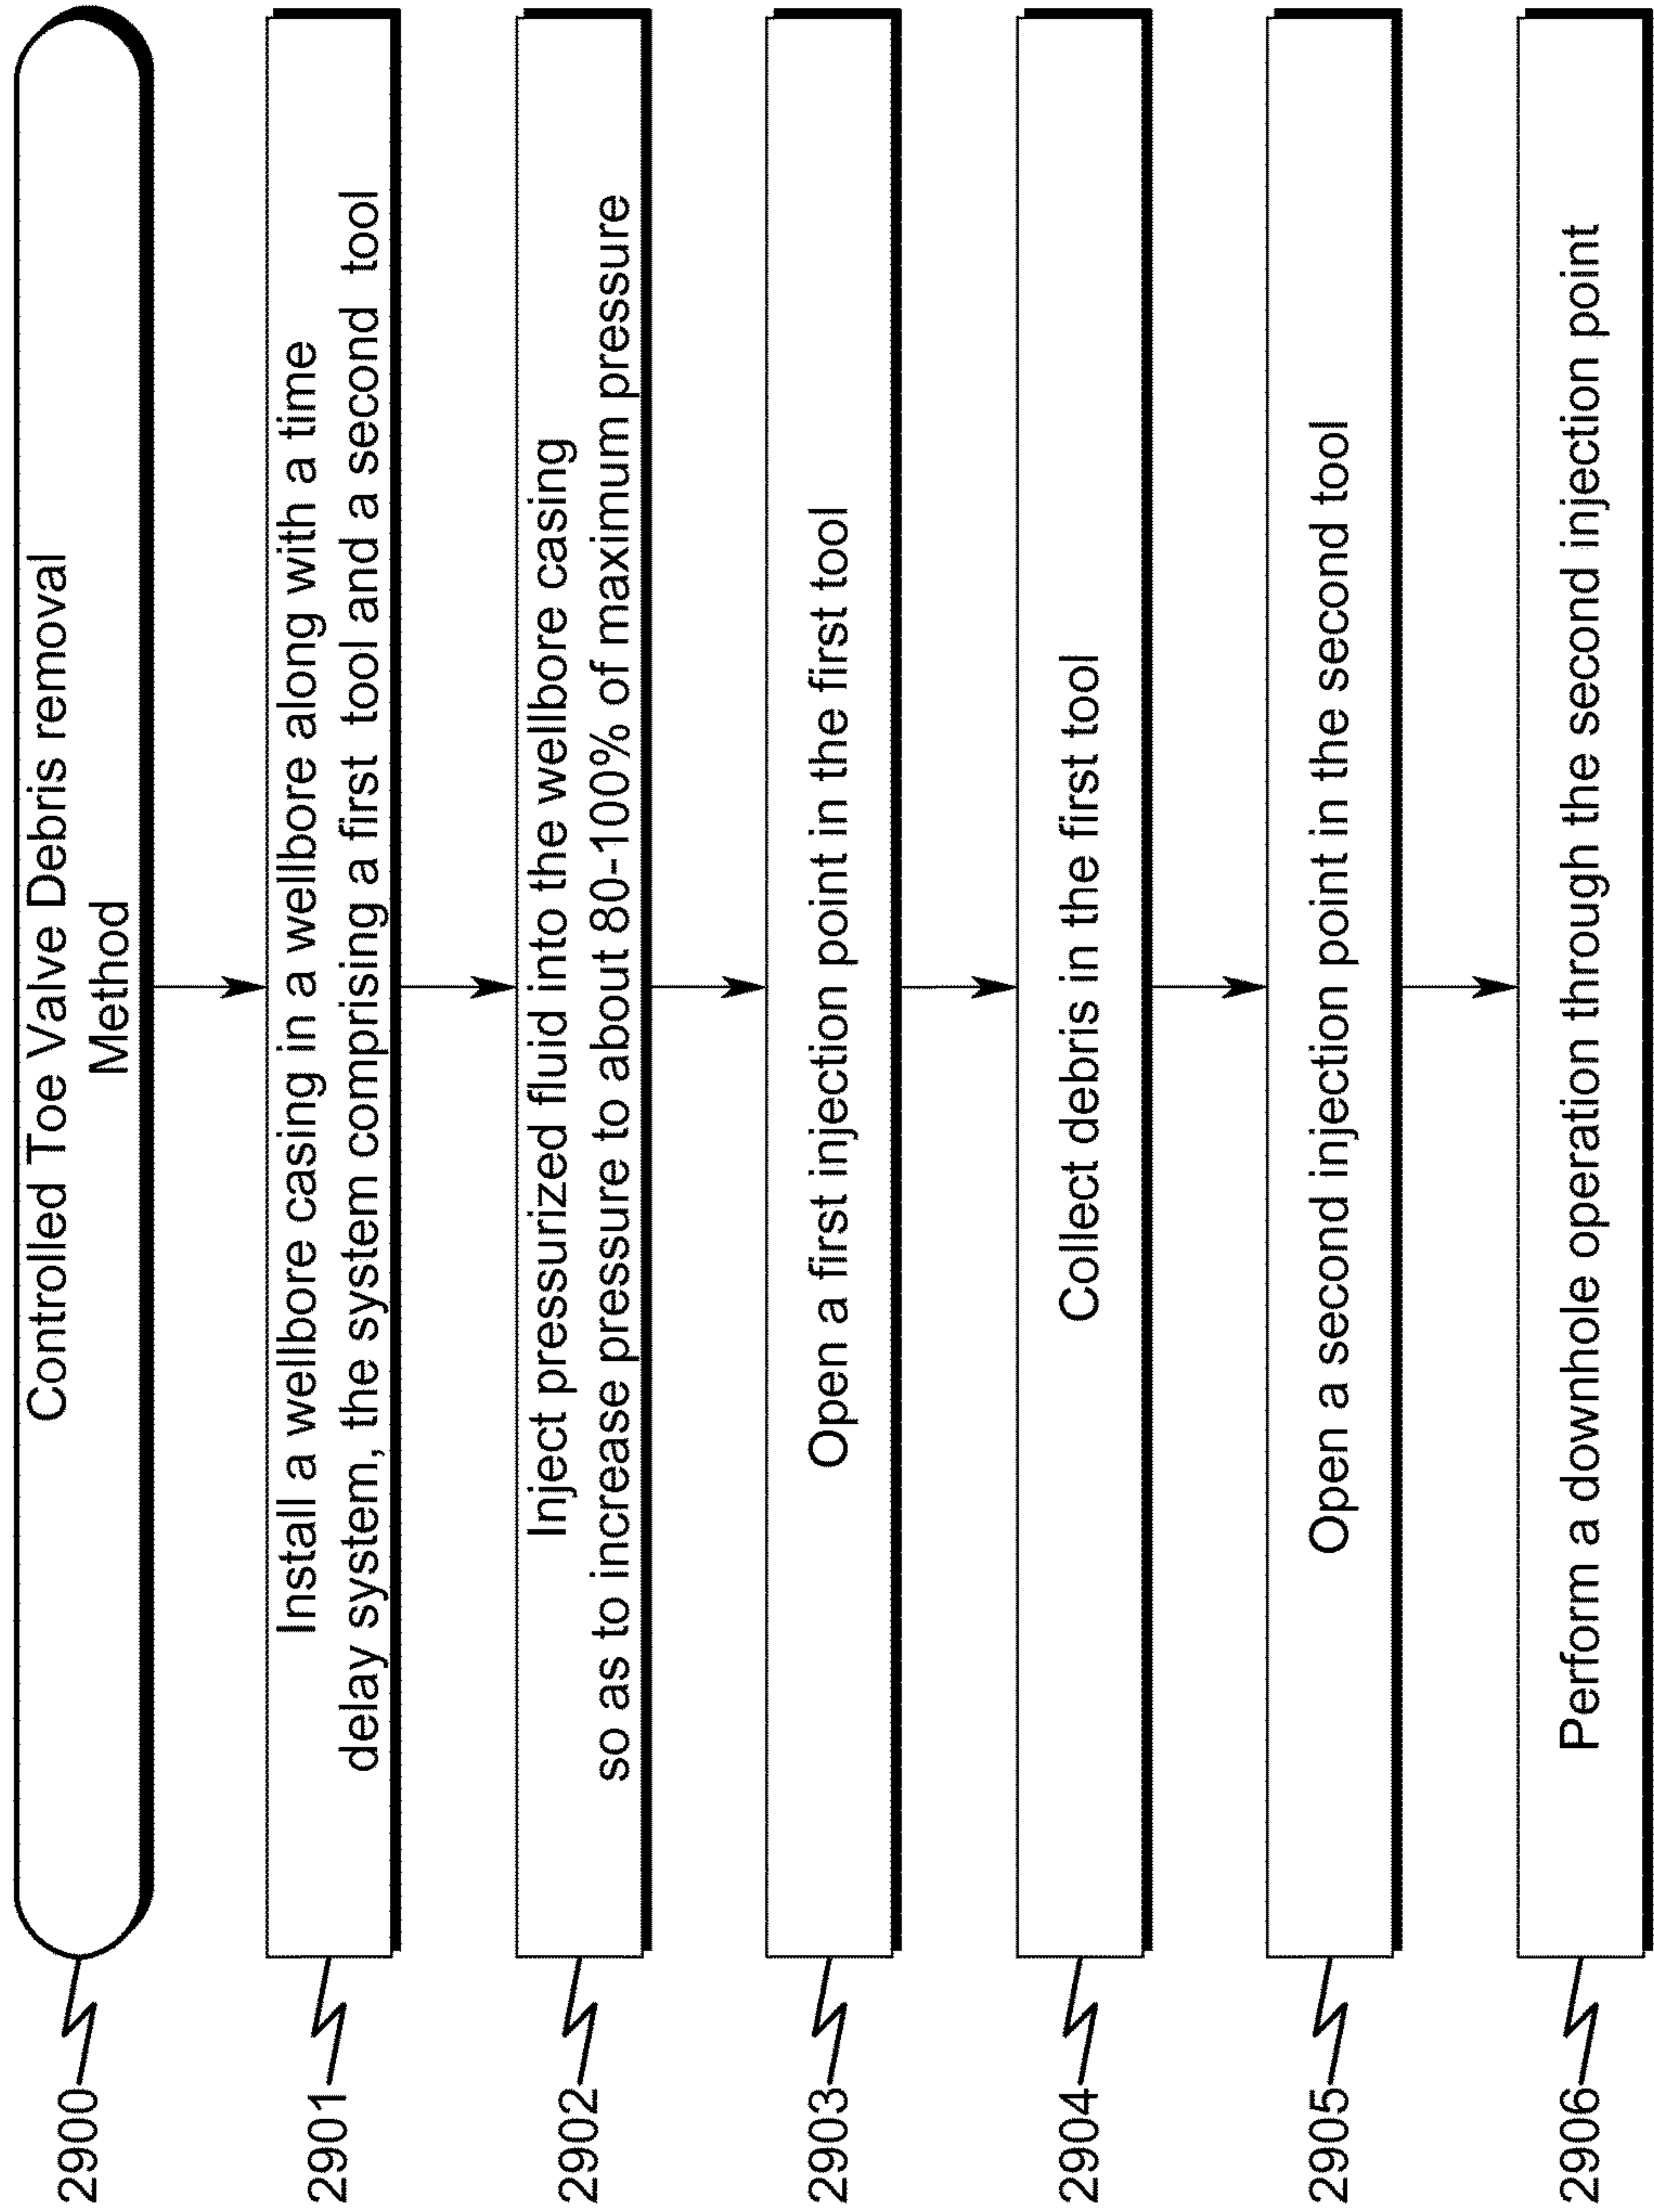 2900
Controlled Toe Valve Debris removal
Method
2901
Install a wellbore casing in a wellbore along with a time
delay system, the system comprising a first tool and a second tool
2902
Inject pressurized fluid into the wellbore casing
so as to increase pressure to about 80-100% of maximum pressure
2903
Open a first injection point in the first tool
2904
Collect debris in the first tool
2905
Open a second injection point in the second tool
2906
Perform a downhole operation through the second injection point